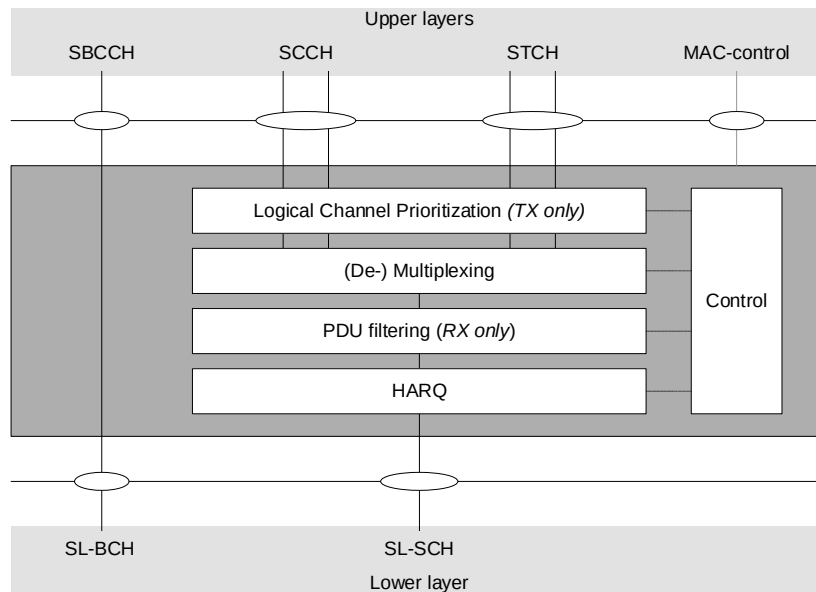 Upper layers
SBCCH SCCH STCH MAC-control
Logical Channel Prioritization (TX only)
(De-) Multiplexing
Control
PDU filtering (RX only)
HARQ
SL-BCH SL-SCH
Lower layer